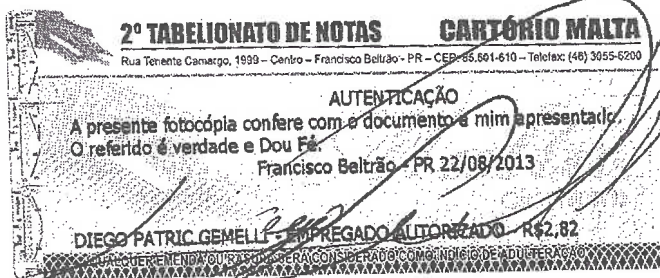 2º TABELIONATO DE NOTAS CARTÓRIO MALTA
Rua Tenente Camargo, 1999 – Centro – Francisco Beltrão - PR – CEP 85.601-610 – Telefax: (46) 3055-5200
AUTENTICAÇÃO
A presente fotocópia confere com o documento a mim apresentado.
O referido é verdade e Dou Fé.
Francisco Beltrão - PR 22/08/2013
DIEGO PATRIC GEMELLI - EMPREGADO AUTORIZADO - R$2,82
QUALQUER EMENDA OU RASURA SERÁ CONSIDERADO COMO INDÍCIO DE ADULTERAÇÃO